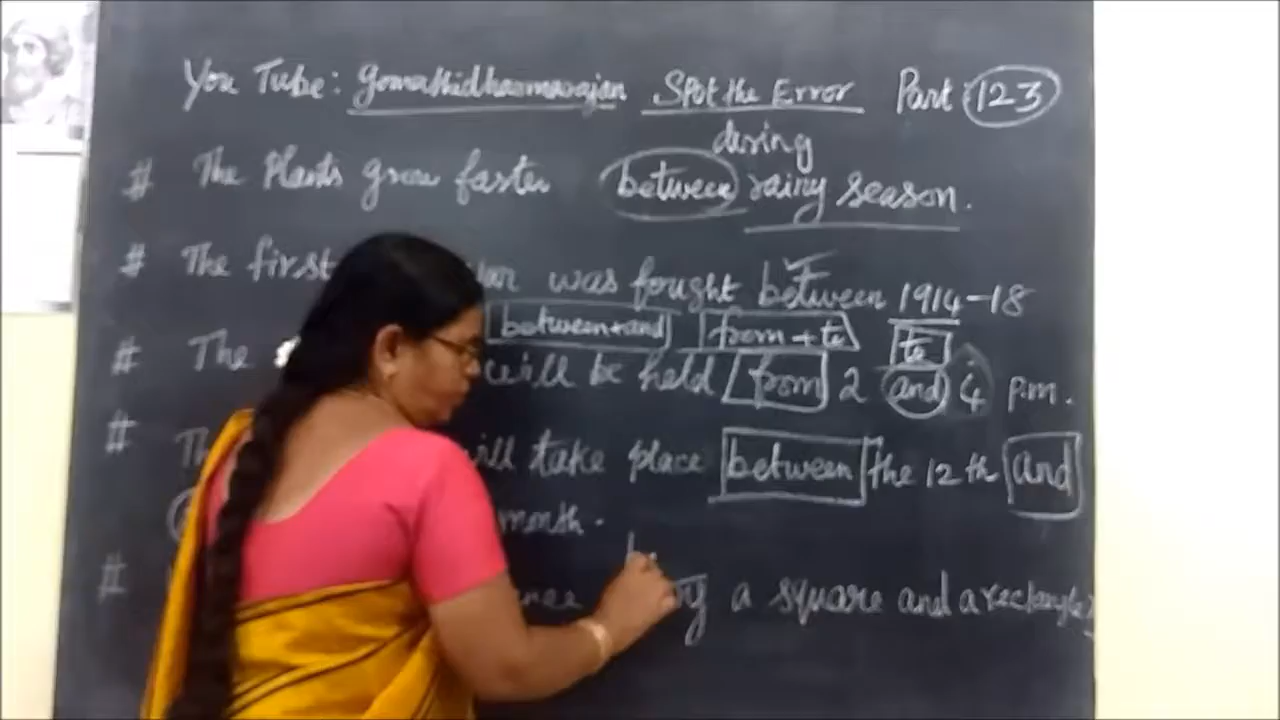 You Tube: gomathidharmarajan Spot the Error Part 123
during
# The Plants grow faster between rainy season.
# The first war was fought between 1914-18
between+and from + to to
# The will be held from 2 and 4 p.m.
# will take place between the 12th and
month.
# a square and a rectangle?